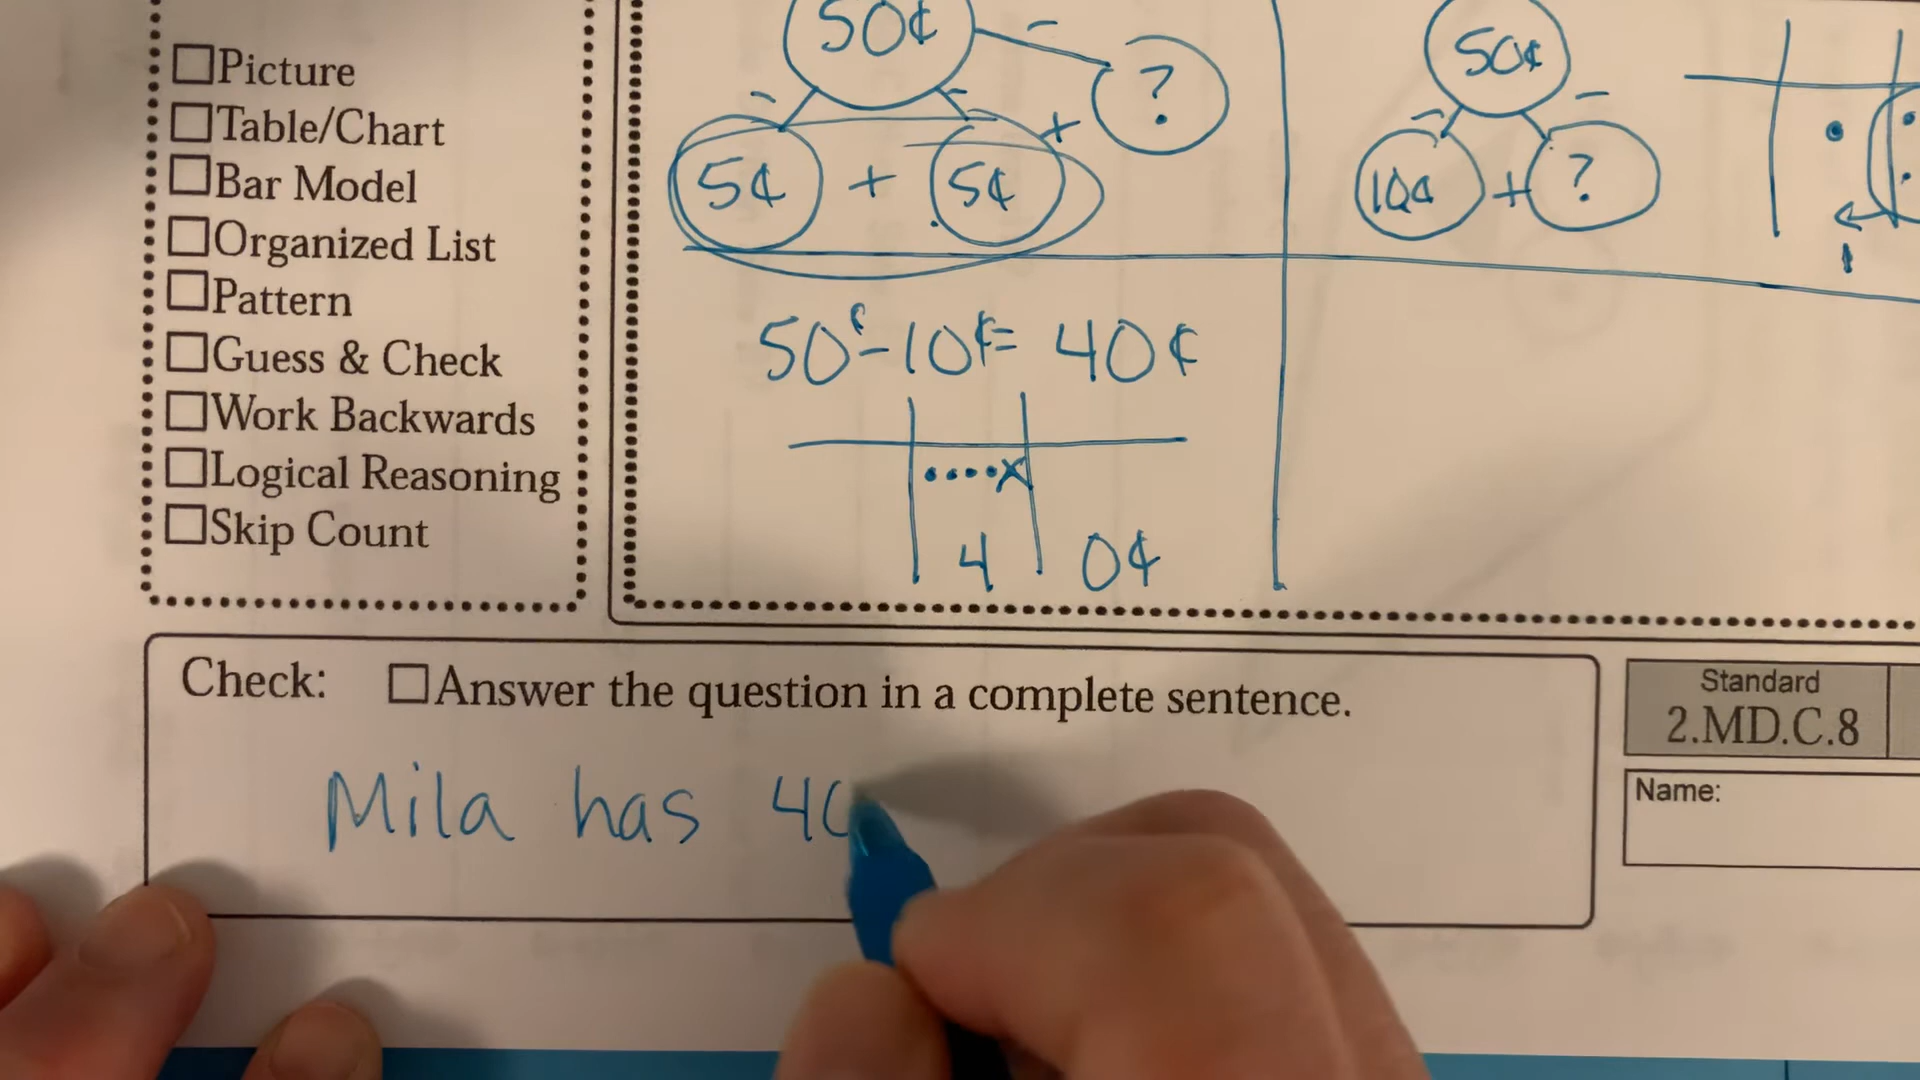 ☐Picture
☐Table/Chart
☐Bar Model
☐Organized List
☐Pattern
☐Guess & Check
☐Work Backwards
☐Logical Reasoning
☐Skip Count
50¢
?
5¢ + 5¢
50¢ - 10¢ = 40¢
4 0¢
50¢
10¢ + ?
Check: ☐Answer the question in a complete sentence.
Mila has 40
Standard
2.MD.C.8
Name: